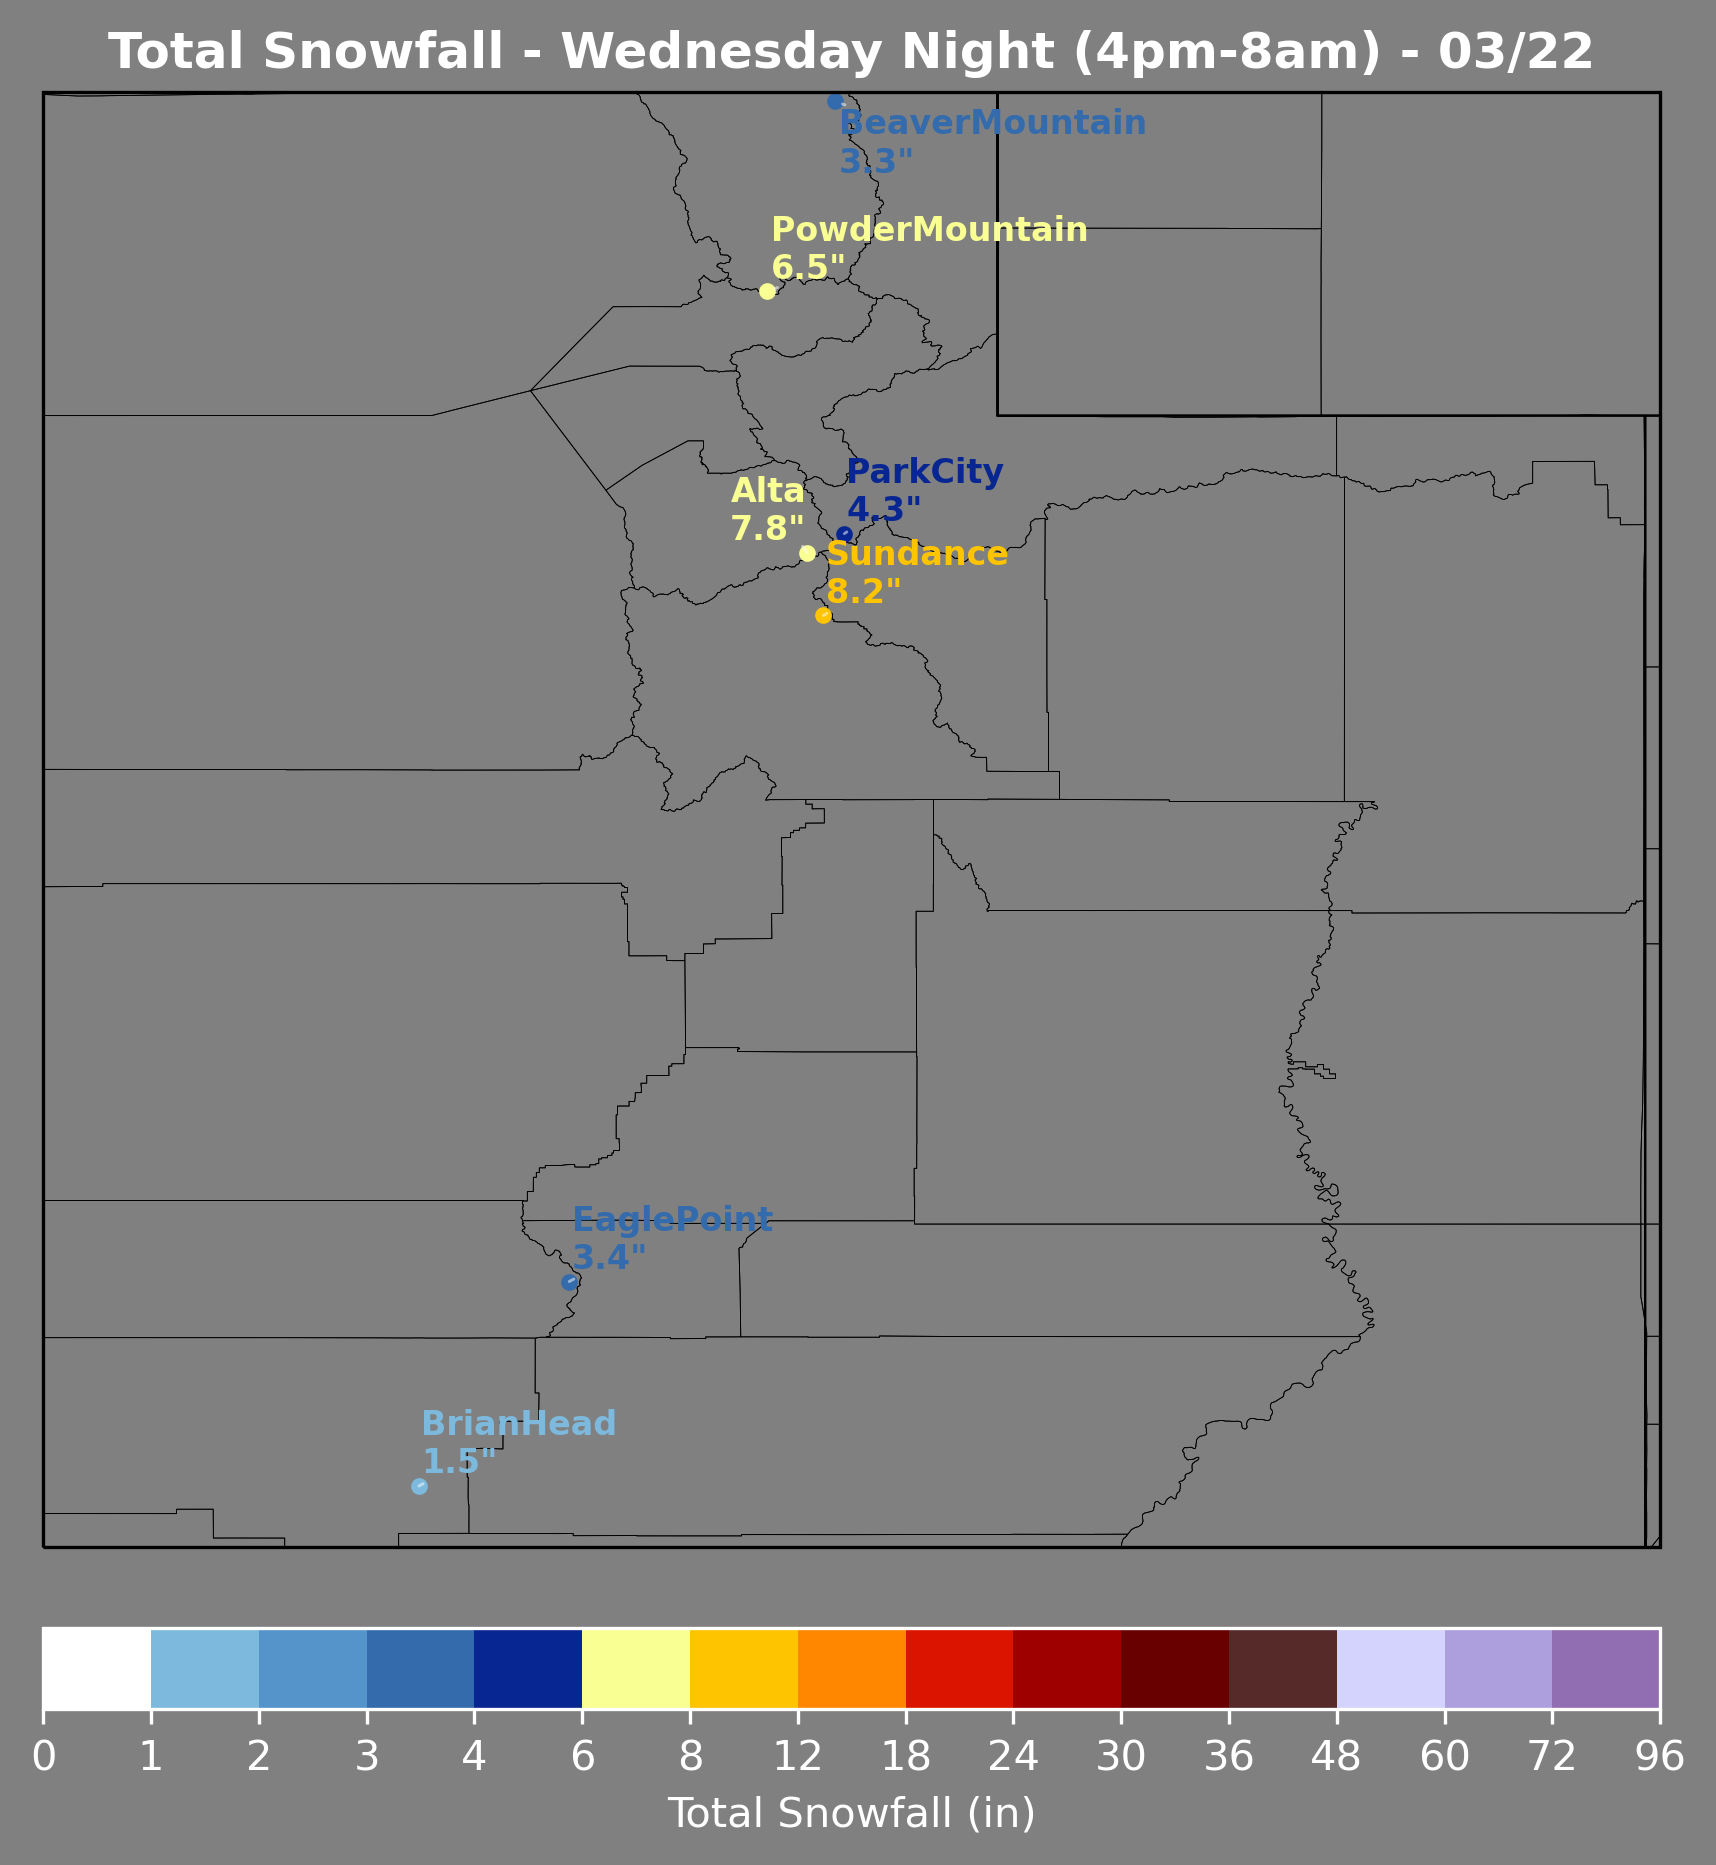 Total Snowfall - Wednesday Night (4pm-8am) - 03/22
BeaverMountain
3.3"
PowderMountain
6.5"
ParkCity
4.3"
Alta
7.8"
Sundance
8.2"
EaglePoint
3.4"
BrianHead
1.5"
0 1 2 3 4 6 8 12 18 24 30 36 48 60 72 96
Total Snowfall (in)